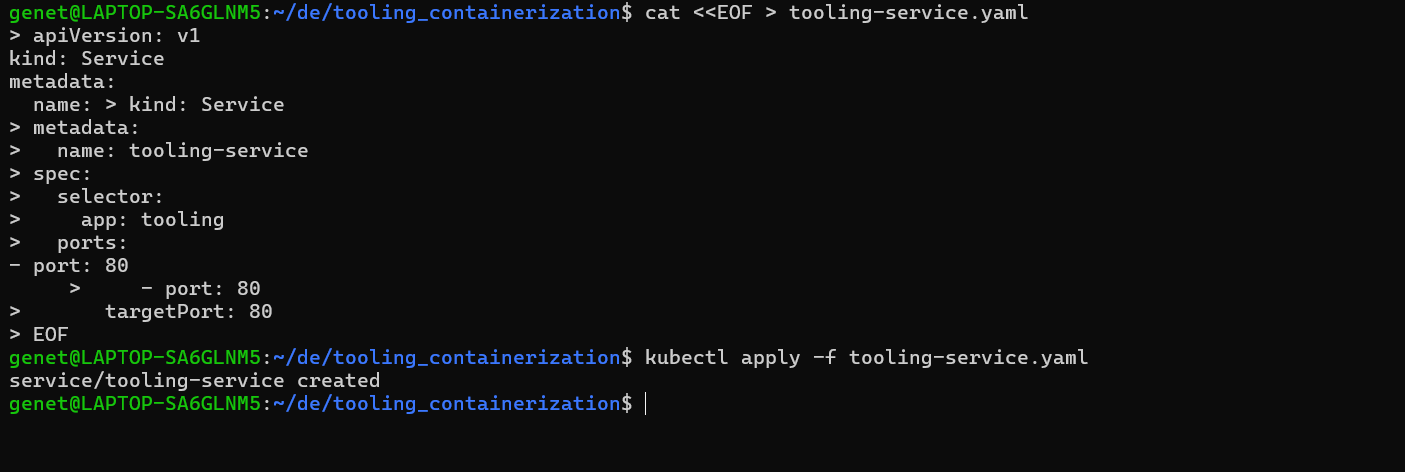 genet@LAPTOP-SA6GLNM5:~/de/tooling_containerization$ cat <<EOF > tooling-service.yaml
> apiVersion: v1
kind: Service
metadata:
  name: > kind: Service
> metadata:
>   name: tooling-service
> spec:
>   selector:
>     app: tooling
>   ports:
- port: 80
     >     - port: 80
>       targetPort: 80
> EOF
genet@LAPTOP-SA6GLNM5:~/de/tooling_containerization$ kubectl apply -f tooling-service.yaml
service/tooling-service created
genet@LAPTOP-SA6GLNM5:~/de/tooling_containerization$